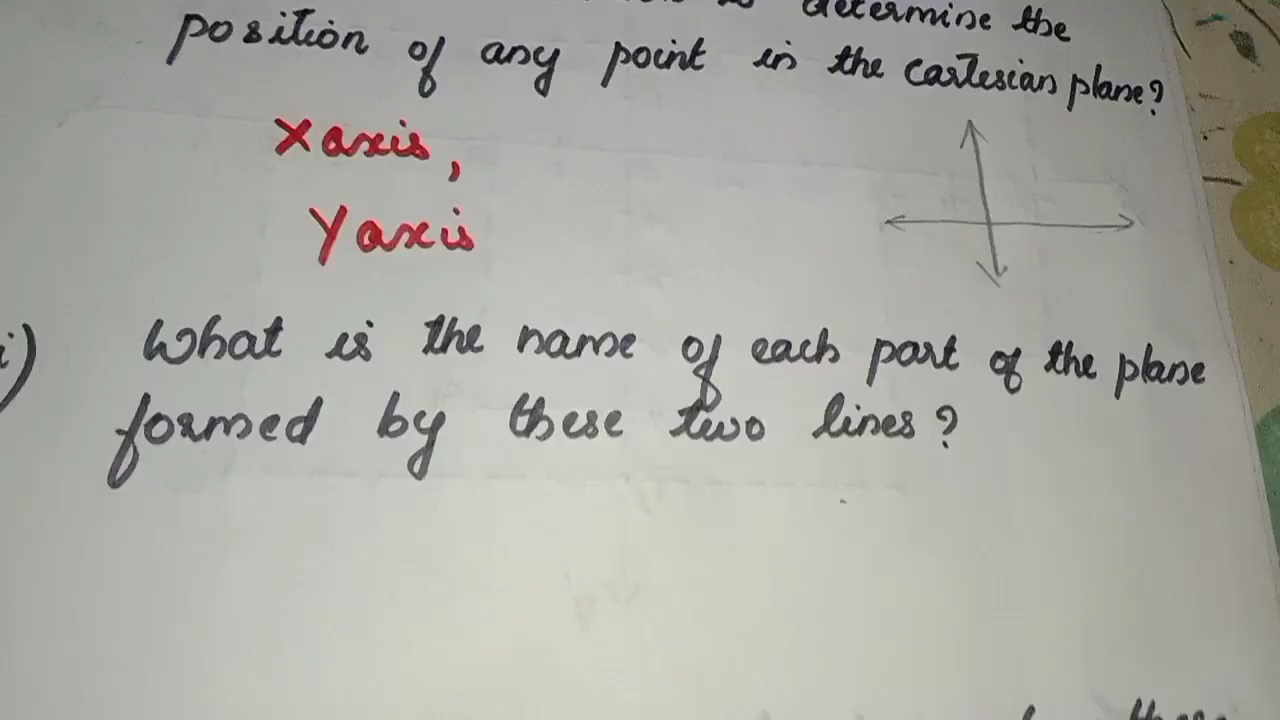 determine the
position of any point in the cartesian plane?
X axis,
Y axis
i) What is the name of each part of the plane
formed by these two lines?